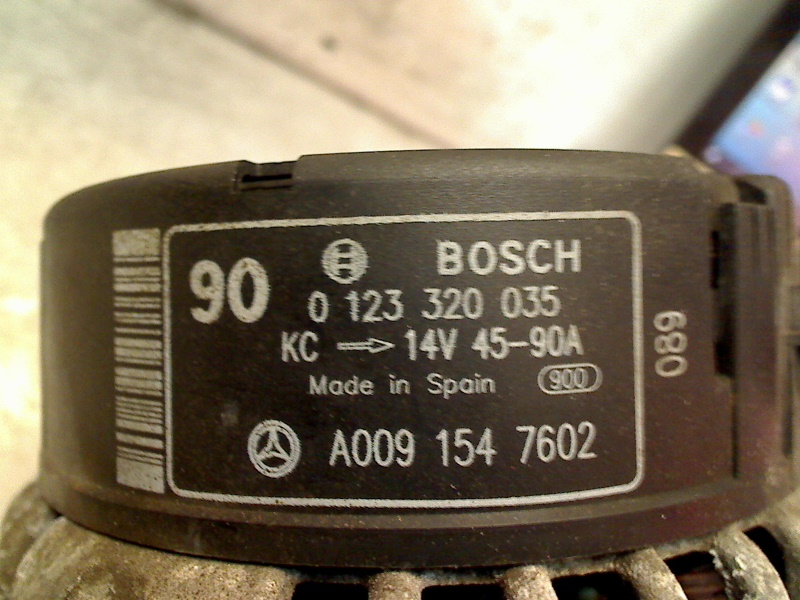 90 BOSCH
0 123 320 035
KC → 14V 45-90A
Made in Spain 900
A009 154 7602
089